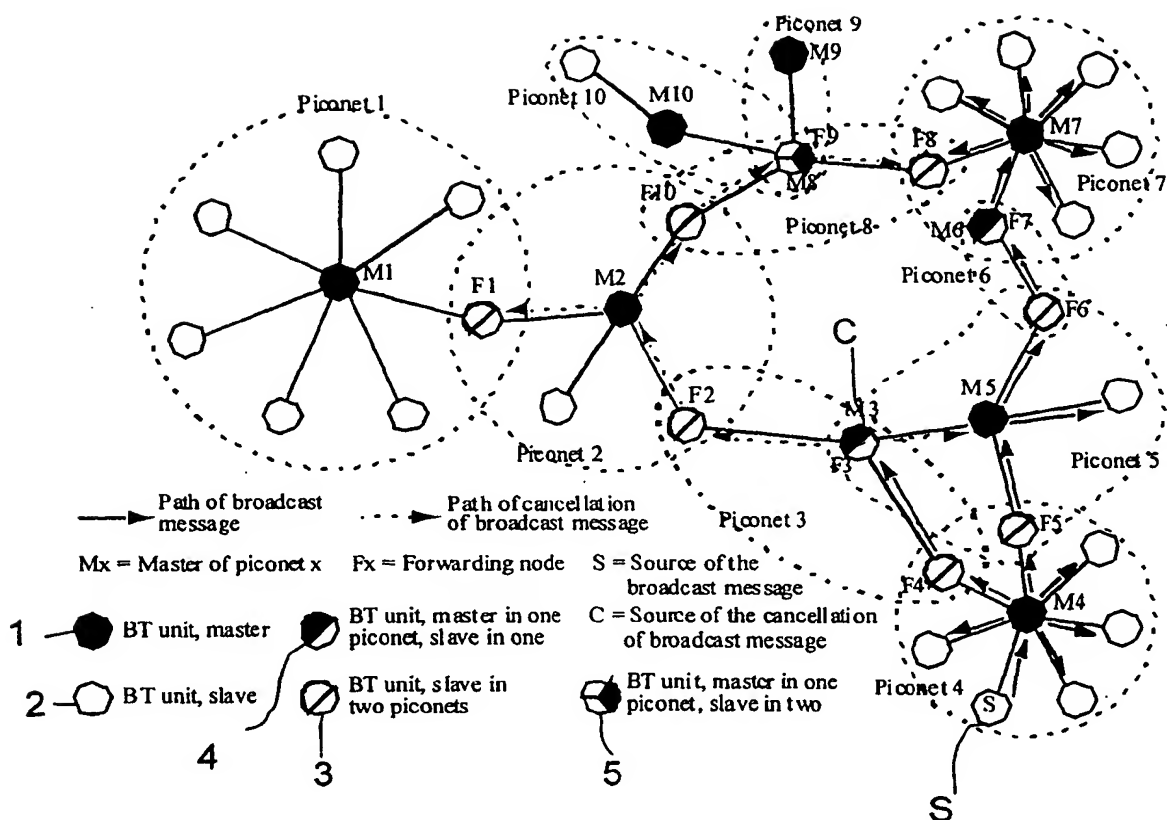 Piconet 9
M9
Piconet 1
Piconet 10
M10
F9
F8
M7
M8
Piconet 7
F10
M6
F7
Piconet 8
M1
F1
M2
Piconet 6
F6
C
F2
M3
M5
F3
Piconet 2
Piconet 5
Path of broadcast
message
Path of cancellation
of broadcast message
Piconet 3
F5
Mx = Master of piconet x
Fx = Forwarding node
S = Source of the
broadcast message
F4
M4
1
BT unit, master
BT unit, master in one
piconet, slave in one
C = Source of the cancellation
of broadcast message
2
BT unit, slave
BT unit, slave in
two piconets
BT unit, master in one
piconet, slave in two
Piconet 4
S
4
3
5
S